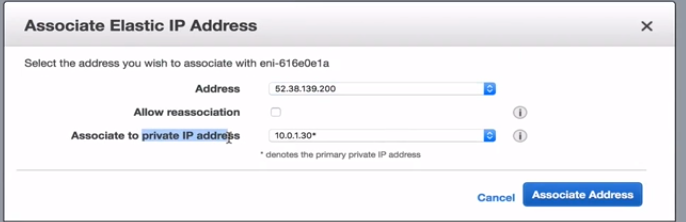 Associate Elastic IP Address
Select the address you wish to associate with eni-616e0e1a
Address 52.38.139.200
Allow reassociation
Associate to private IP address 10.0.1.30*
* denotes the primary private IP address
Cancel Associate Address